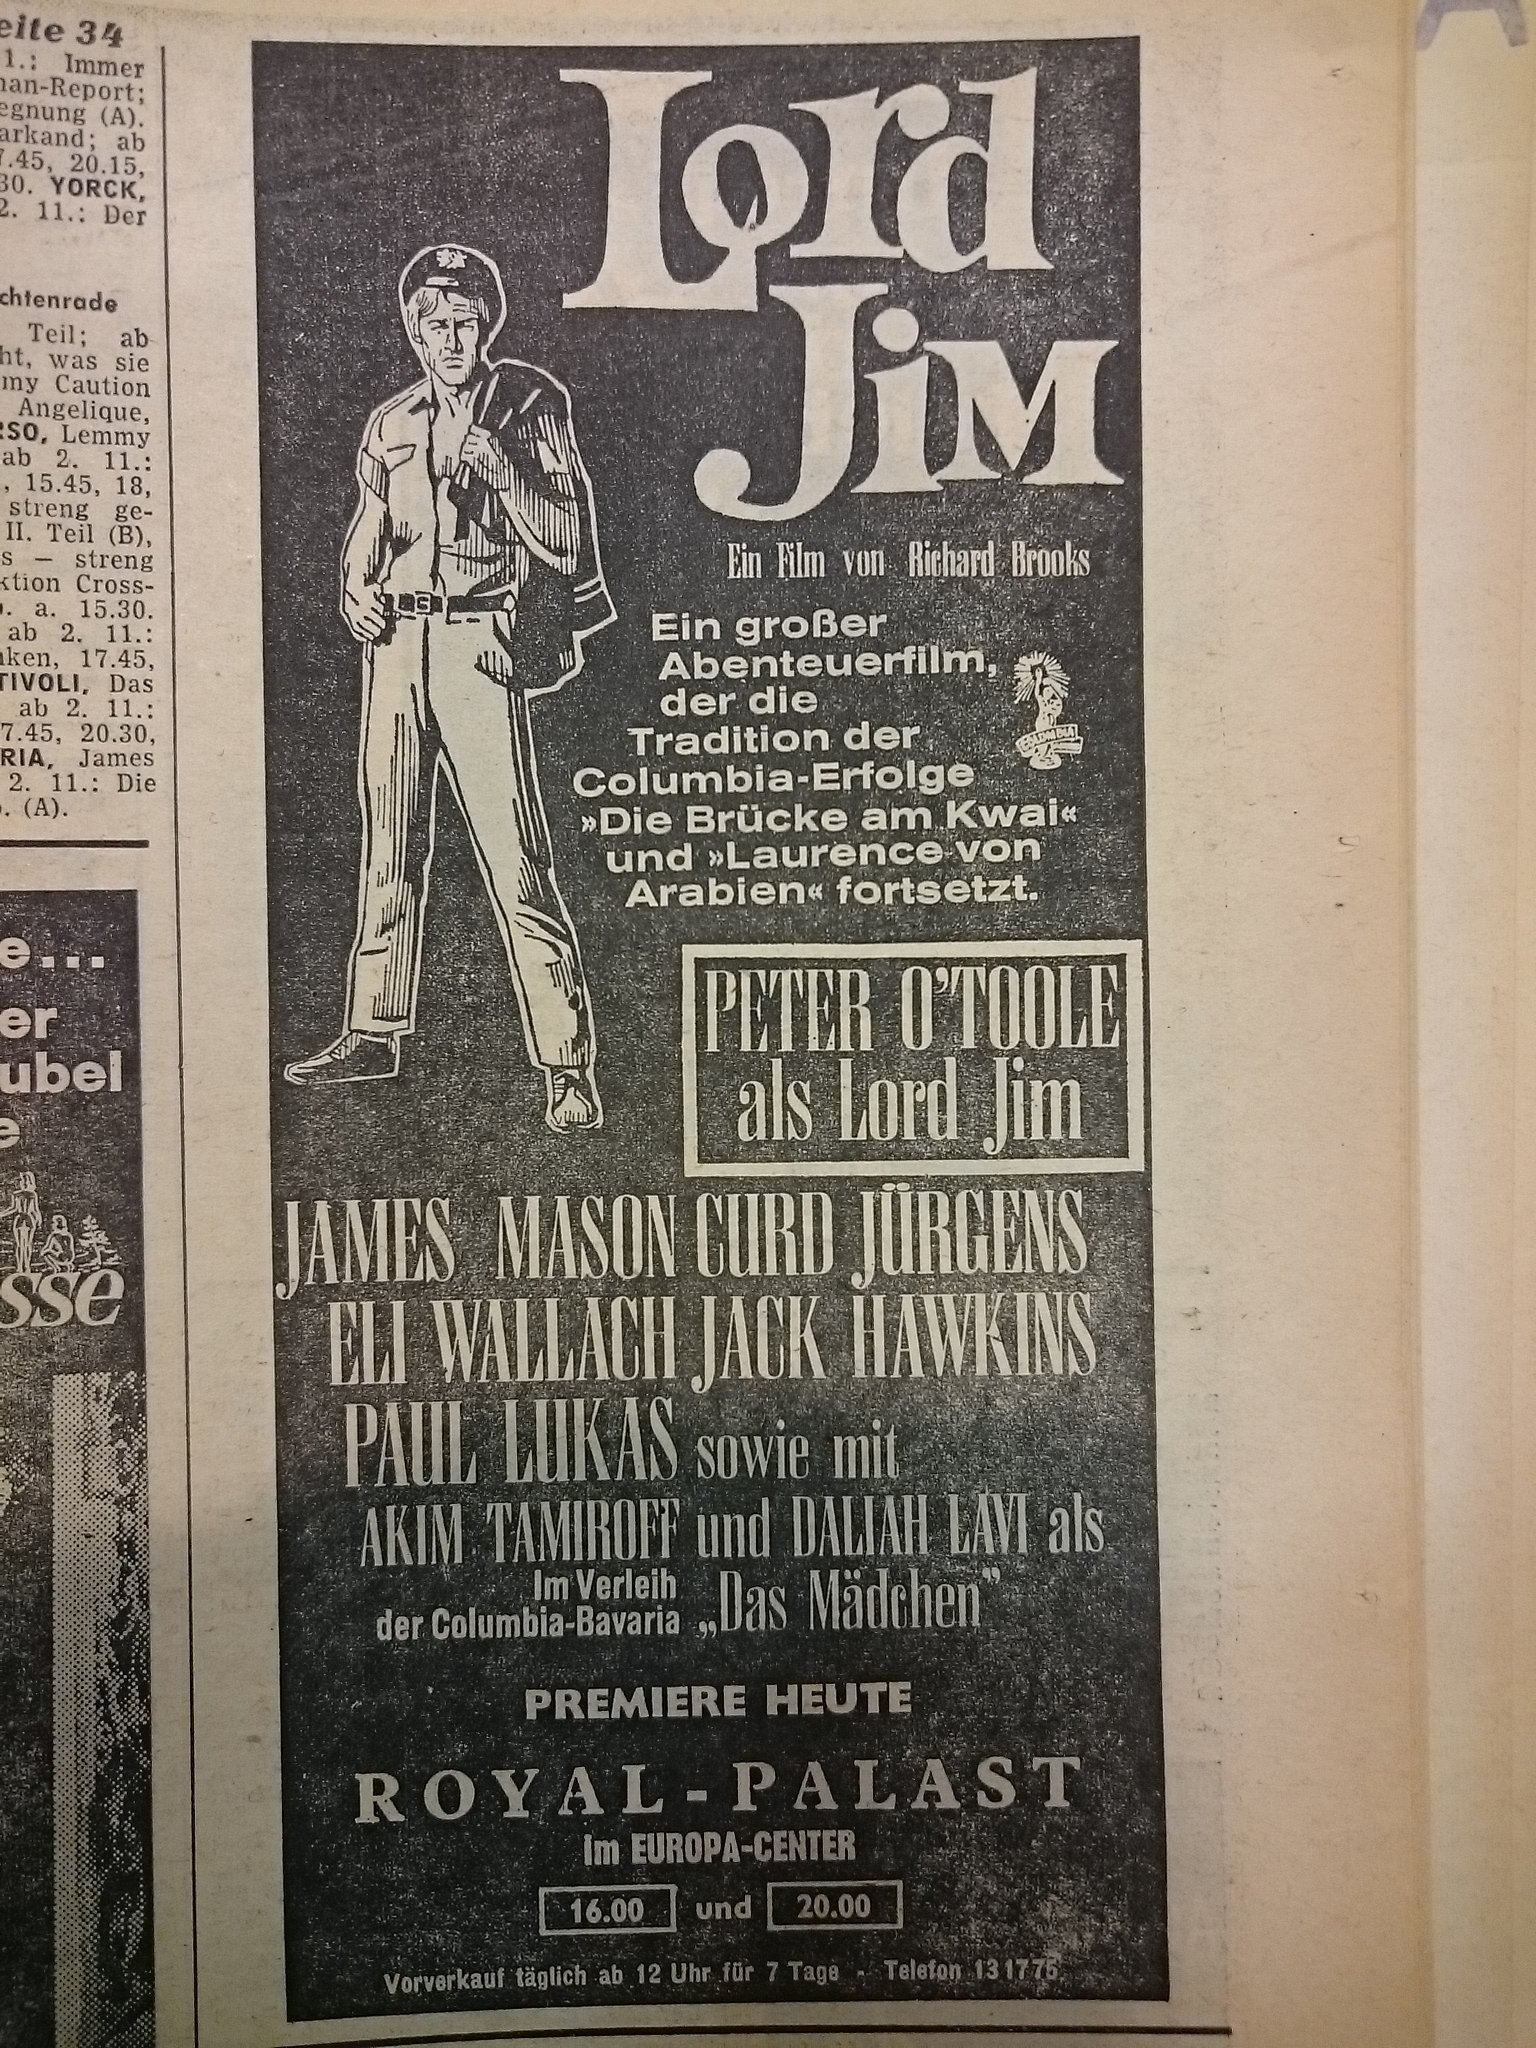 eite 34
1.: Immer
nan-Report;
egnung (A).
arkand; ab
7.45, 20.15,
30. YORCK,
2. 11.: Der
chtenrade
Teil; ab
ht, was sie
my Caution
Angelique,
RSO, Lemmy
ab 2. 11.:
, 15.45, 18,
streng ge-
II. Teil (B),
s — streng
ktion Cross-
o. a. 15.30.
ab 2. 11.:
nken, 17.45,
TIVOLI, Das
ab 2. 11.:
7.45, 20.30,
RIA, James
2. 11.: Die
. (A).
e...
er
ubel
e
sse
Lord
Jim
Ein Film von Richard Brooks
Ein großer
Abenteuerfilm,
der die
Tradition der
Columbia-Erfolge
»Die Brücke am Kwai«
und »Laurence von
Arabien« fortsetzt.
COLUMBIA
PETER O'TOOLE
als Lord Jim
JAMES MASON CURD JÜRGENS
ELI WALLACH JACK HAWKINS
PAUL LUKAS sowie mit
AKIM TAMIROFF und DALIAH LAVI als
„Das Mädchen”
Im Verleih
der Columbia-Bavaria
PREMIERE HEUTE
ROYAL-PALAST
im EUROPA-CENTER
16.00 und 20.00
Vorverkauf täglich ab 12 Uhr für 7 Tage - Telefon 13 17 75